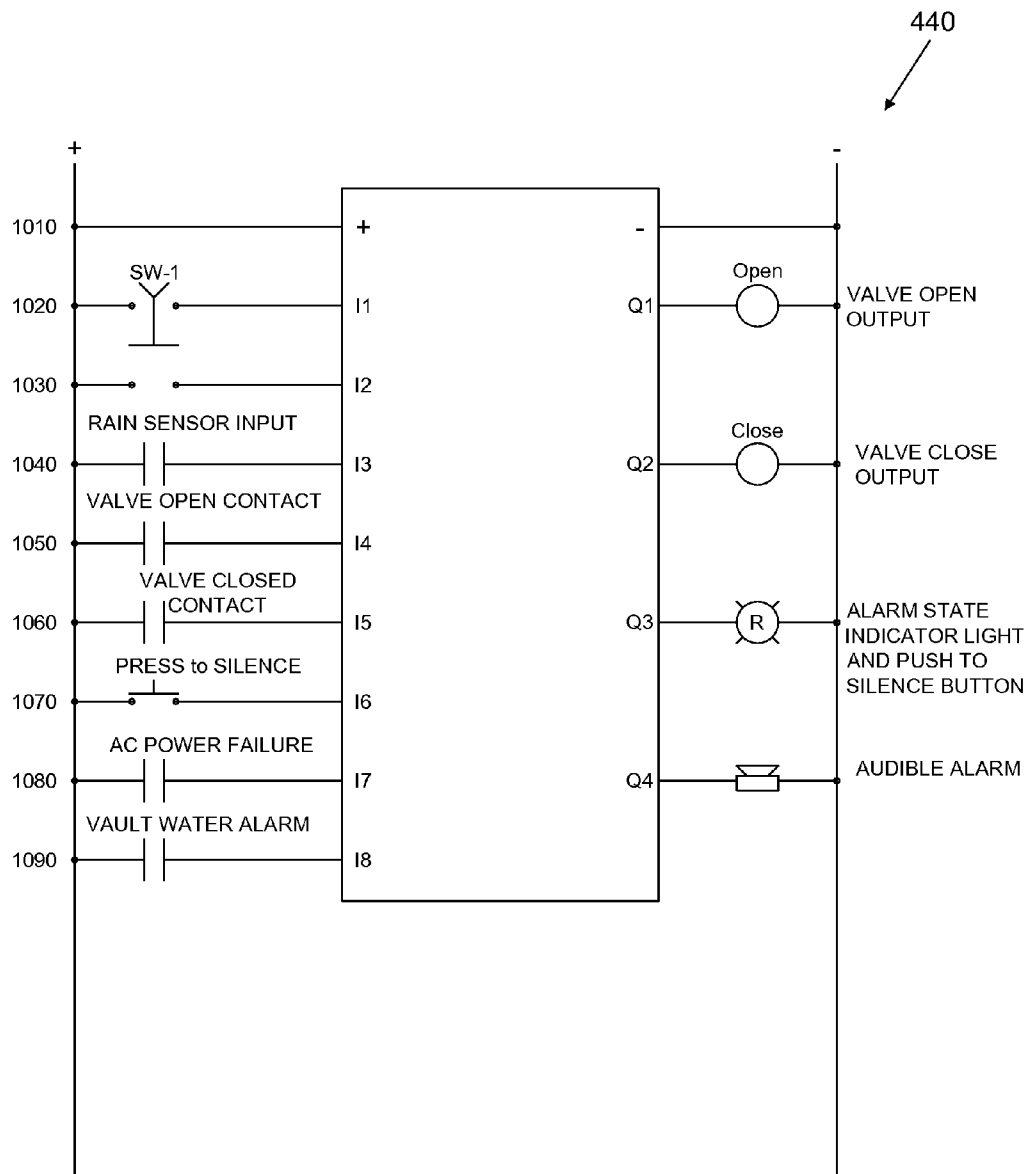 440
+ -
1010 + -
SW-1 Open
1020 I1 Q1 VALVE OPEN
OUTPUT
1030 I2
RAIN SENSOR INPUT Close
1040 I3 Q2 VALVE CLOSE
OUTPUT
VALVE OPEN CONTACT
1050 I4
VALVE CLOSED
CONTACT
1060 I5 Q3 R ALARM STATE
INDICATOR LIGHT
AND PUSH TO
SILENCE BUTTON
PRESS to SILENCE
1070 I6
AC POWER FAILURE
1080 I7 Q4 AUDIBLE ALARM
VAULT WATER ALARM
1090 I8